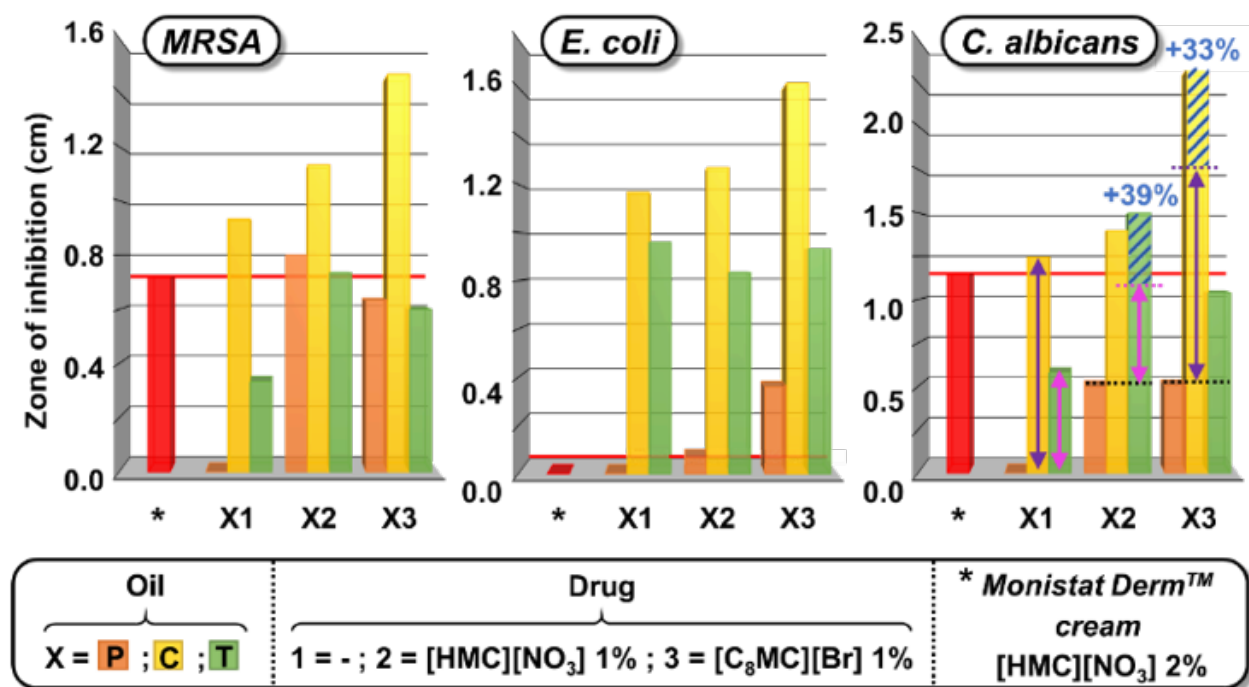 MRSA
E. coli
C. albicans
Zone of inhibition (cm)
1.6
1.2
0.8
0.4
0.0
* X1 X2 X3
1.6
1.2
0.8
0.4
0.0
* X1 X2 X3
2.5
2.0
1.5
1.0
0.5
0.0
+33%
+39%
* X1 X2 X3
Oil
X = P ; C ; T
Drug
1 = - ; 2 = [HMC][NO₃] 1% ; 3 = [C₈MC][Br] 1%
* Monistat Derm™
cream
[HMC][NO₃] 2%